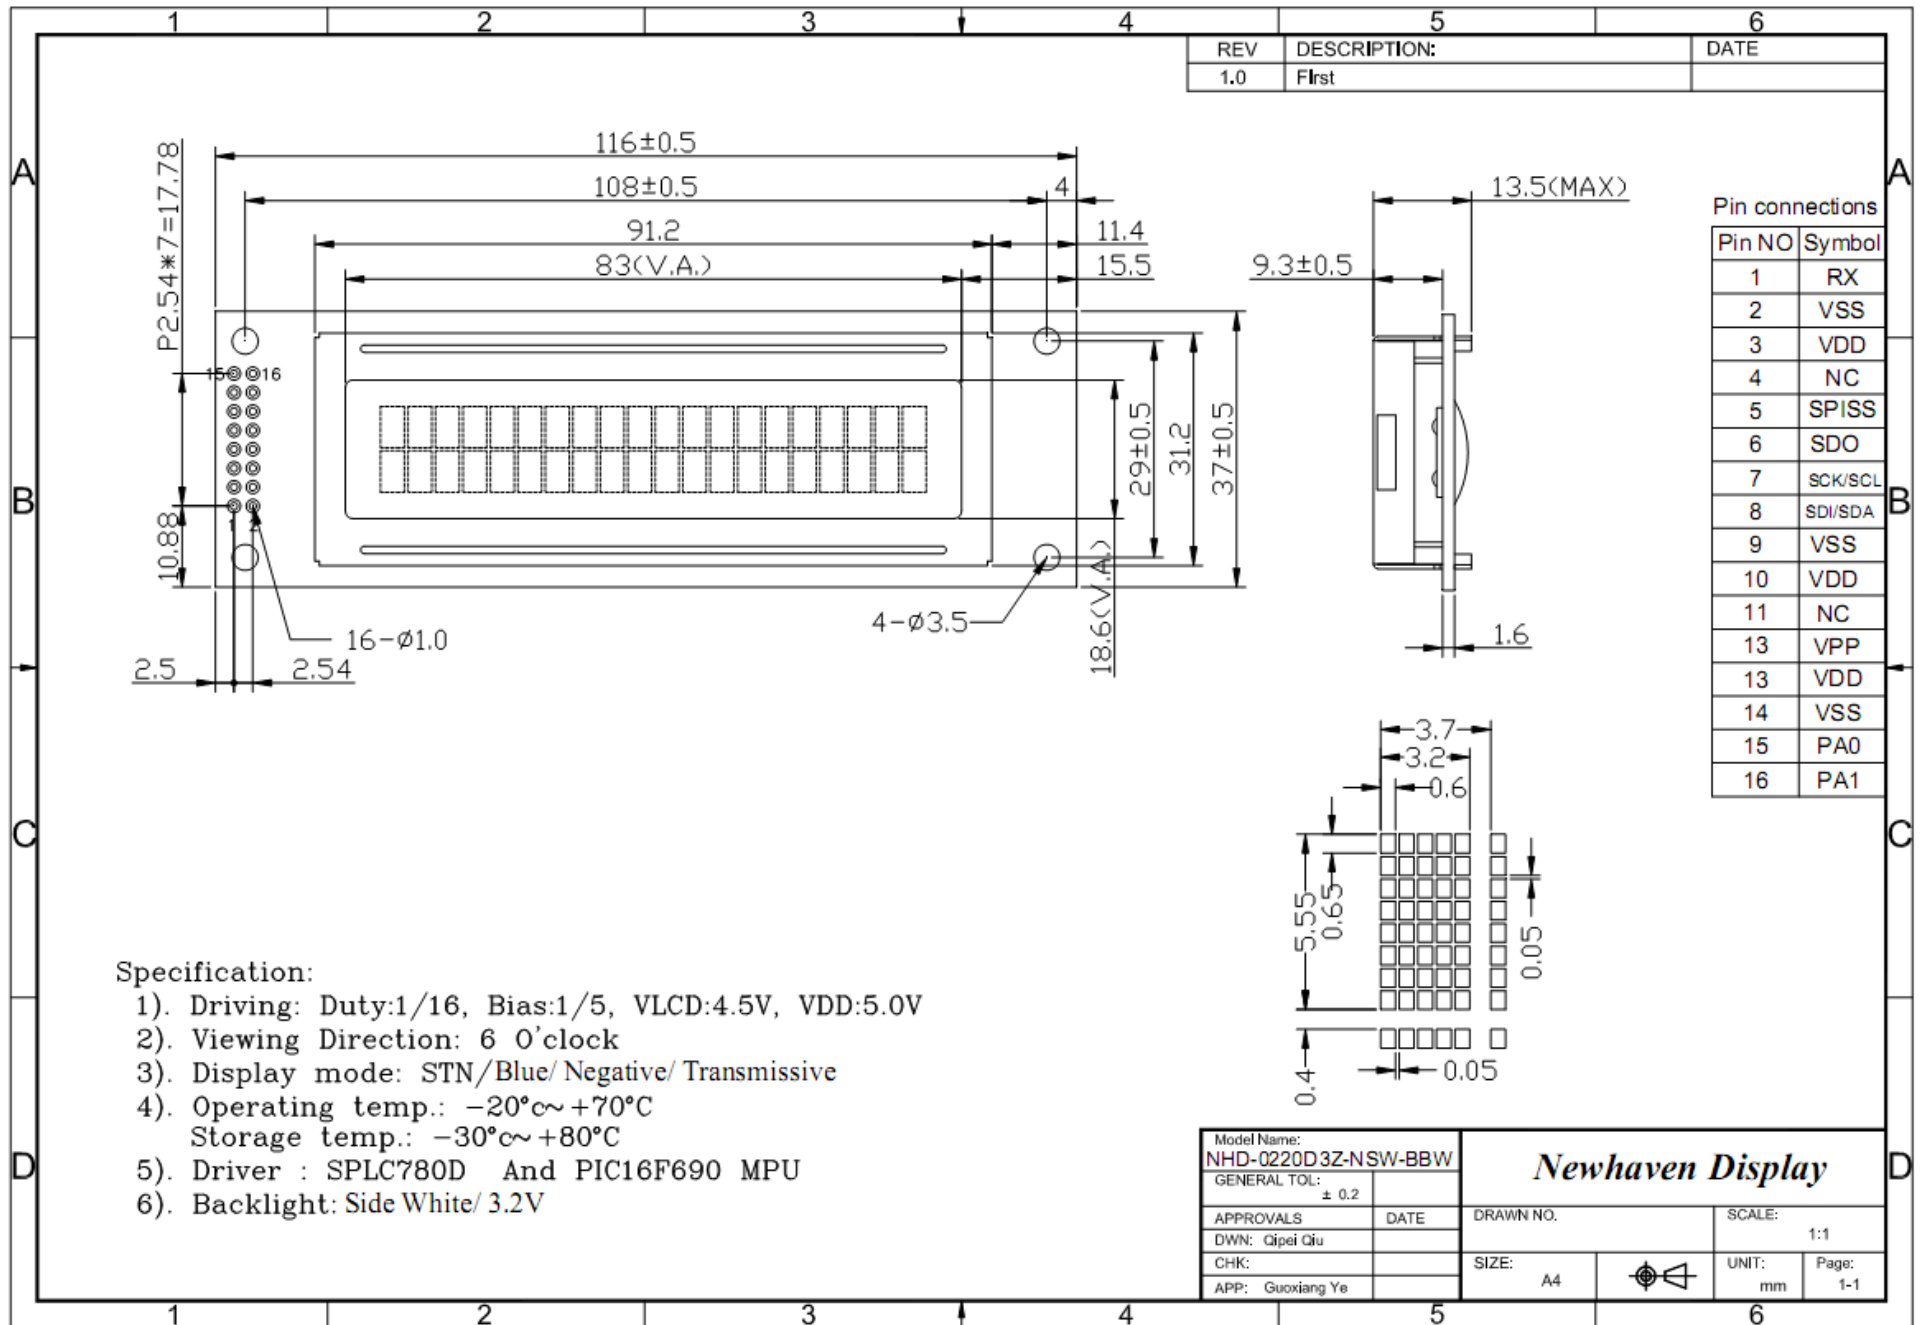 1 2 3 4 5 6
REV DESCRIPTION: DATE
1.0 FIrst
A A
116±0.5
108±0.5 4
91.2 11.4
83(V.A.) 15.5
P2.54*7=17.78
13.5(MAX)
9.3±0.5
15 16
1 2
10.88
29±0.5
31.2
37±0.5
18.6(V.A.)
B B
16-Ø1.0
4-Ø3.5
2.5 2.54
1.6
Pin connections
Pin NO Symbol
1 RX
2 VSS
3 VDD
4 NC
5 SPISS
6 SDO
7 SCK/SCL
8 SDI/SDA
9 VSS
10 VDD
11 NC
13 VPP
13 VDD
14 VSS
15 PA0
16 PA1
3.7
3.2
0.6
C C
5.55
0.65
0.05
0.4
0.05
Specification:
1). Driving: Duty:1/16, Bias:1/5, VLCD:4.5V, VDD:5.0V
2). Viewing Direction: 6 O'clock
3). Display mode: STN/Blue/ Negative/ Transmissive
4). Operating temp.: -20°c~+70°C
Storage temp.: -30°c~+80°C
5). Driver : SPLC780D And PIC16F690 MPU
6). Backlight: Side White/ 3.2V
D D
Model Name:
NHD-0220D3Z-NSW-BBW
Newhaven Display
GENERAL TOL:
± 0.2
APPROVALS DATE
DRAWN NO.
SCALE:
1:1
DWN: Qipei Qiu
CHK:
SIZE:
A4
UNIT:
mm
Page:
1-1
APP: Guoxiang Ye
1 2 3 4 5 6